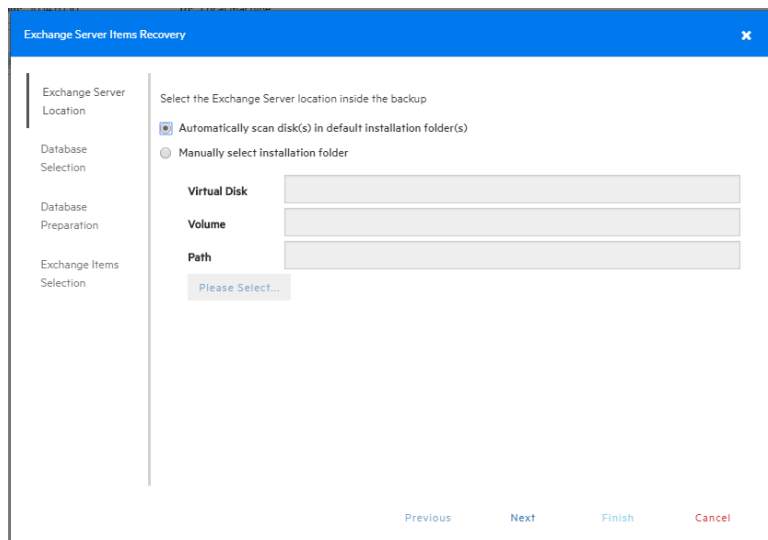 Exchange Server Items Recovery
Exchange Server
Location
Database
Selection
Database
Preparation
Exchange Items
Selection
Select the Exchange Server location inside the backup
Automatically scan disk(s) in default installation folder(s)
Manually select installation folder
Virtual Disk
Volume
Path
Please Select...
Previous Next Finish Cancel